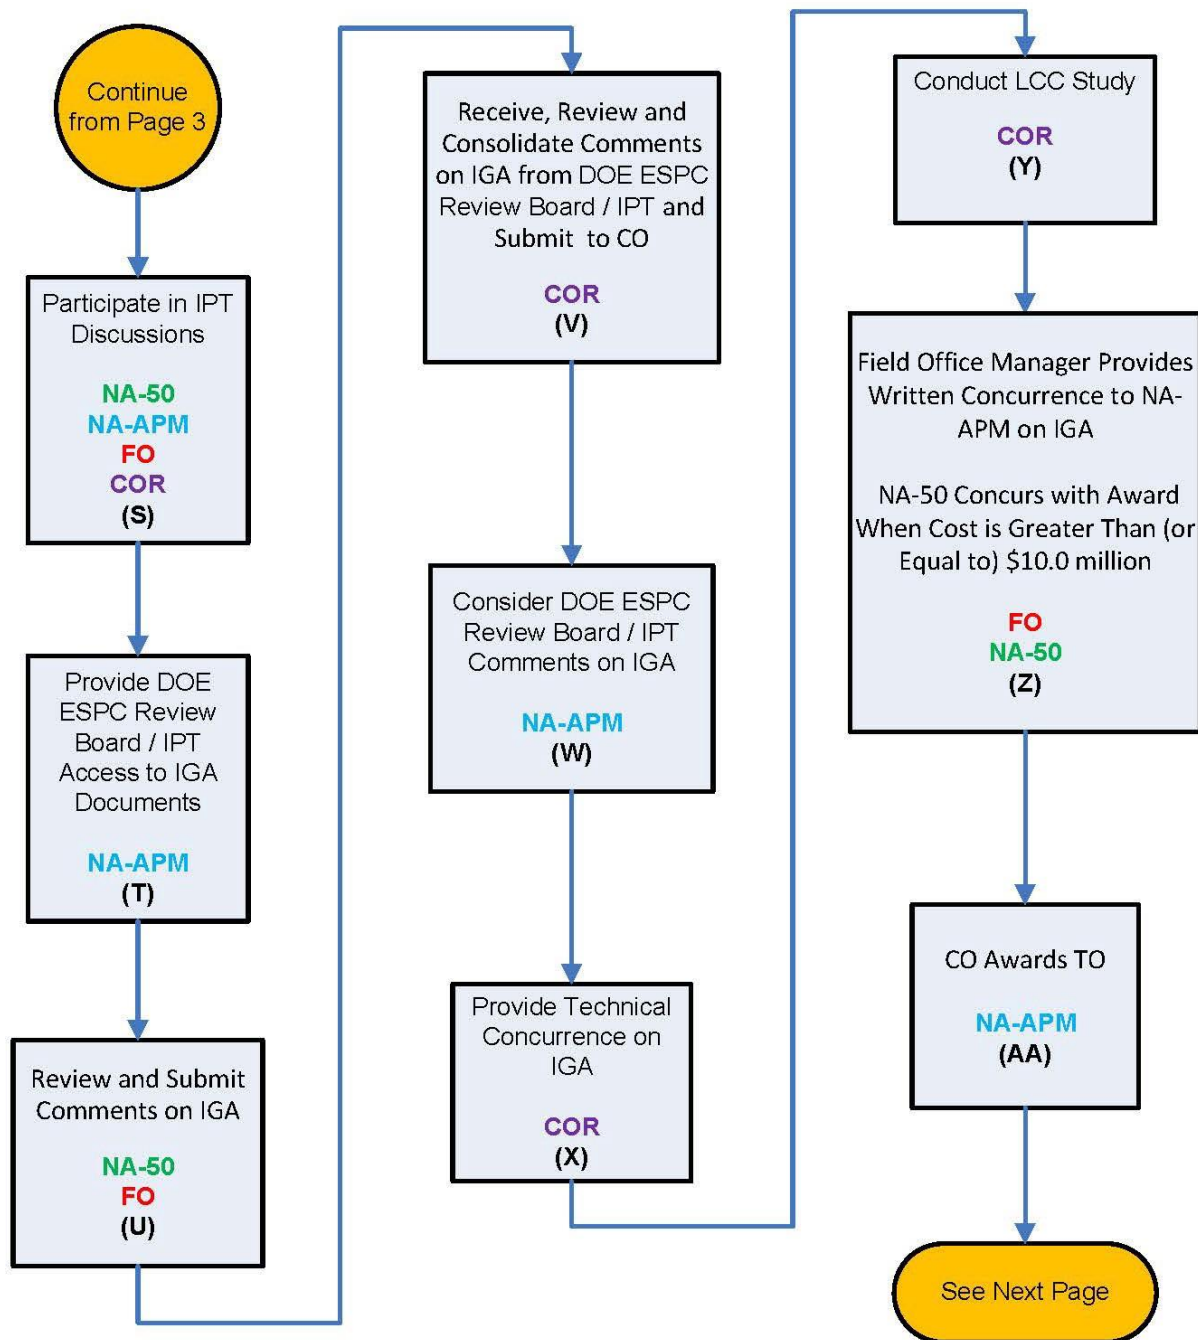 Continue
from Page 3
Participate in IPT
Discussions
NA-50
NA-APM
FO
COR
(S)
Provide DOE
ESPC Review
Board / IPT
Access to IGA
Documents
NA-APM
(T)
Review and Submit
Comments on IGA
NA-50
FO
(U)
Receive, Review and
Consolidate Comments
on IGA from DOE ESPC
Review Board / IPT and
Submit to CO
COR
(V)
Consider DOE ESPC
Review Board / IPT
Comments on IGA
NA-APM
(W)
Provide Technical
Concurrence on
IGA
COR
(X)
Conduct LCC Study
COR
(Y)
Field Office Manager Provides
Written Concurrence to NA-
APM on IGA
NA-50 Concurs with Award
When Cost is Greater Than (or
Equal to) $10.0 million
FO
NA-50
(Z)
CO Awards TO
NA-APM
(AA)
See Next Page